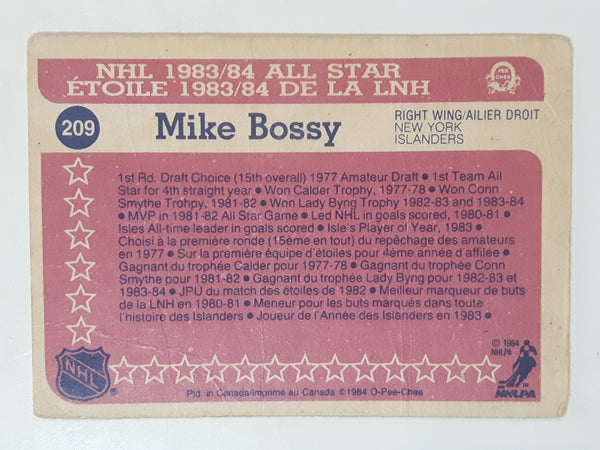 O
PEE
CHEE
NHL 1983/84 ALL STAR
ÉTOILE 1983/84 DE LA LNH
209
Mike Bossy
RIGHT WING/AILIER DROIT
NEW YORK
ISLANDERS
1st Rd. Draft Choice (15th overall) 1977 Amateur Draft • 1st Team All
Star for 4th straight year • Won Calder Trophy, 1977-78 • Won Conn
Smythe Trohpy, 1981-82 • Won Lady Byng Trophy 1982-83 and 1983-84
• MVP in 1981-82 All Star Game • Led NHL in goals scored, 1980-81 •
Isles All-time leader in goals scored • Isle's Player of Year, 1983 •
Choisi à la première ronde (15ème en tout) du repêchage des amateurs
en 1977 • Sur la première équipe d'étoiles pour 4ème année d'affilée •
Gagnant du trophée Calder pour 1977-78 • Gagnant du trophée Conn
Smythe pour 1981-82 • Gagnant du trophée Lady Byng pour 1982-83 et
1983-84 • JPU du match des étoiles de 1982 • Meilleur marqueur de buts
de la LNH en 1980-81 • Meneur pour les buts marqués dans toute
l'histoire des Islanders • Joueur de l'Année des Islanders en 1983 •
NHL
®
© 1984
NHLPA
NHLPA
TM
Ptd. in Canada/Imprimé au Canada ©1984 O-Pee-Chee